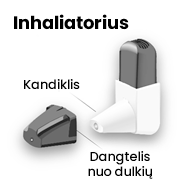 Inhaliatorius
Kandiklis
Dangtelis
nuo dulkių